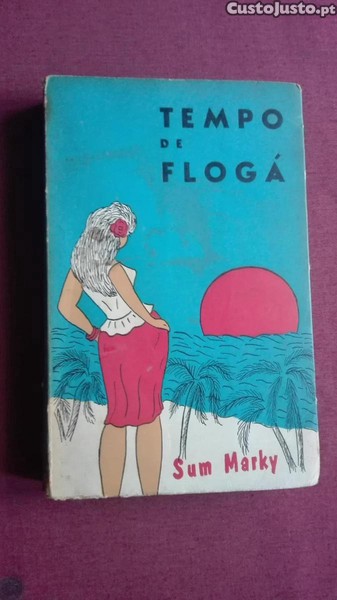 CustoJusto.pt
TEMPO
DE
FLOGÁ
Sum Marky